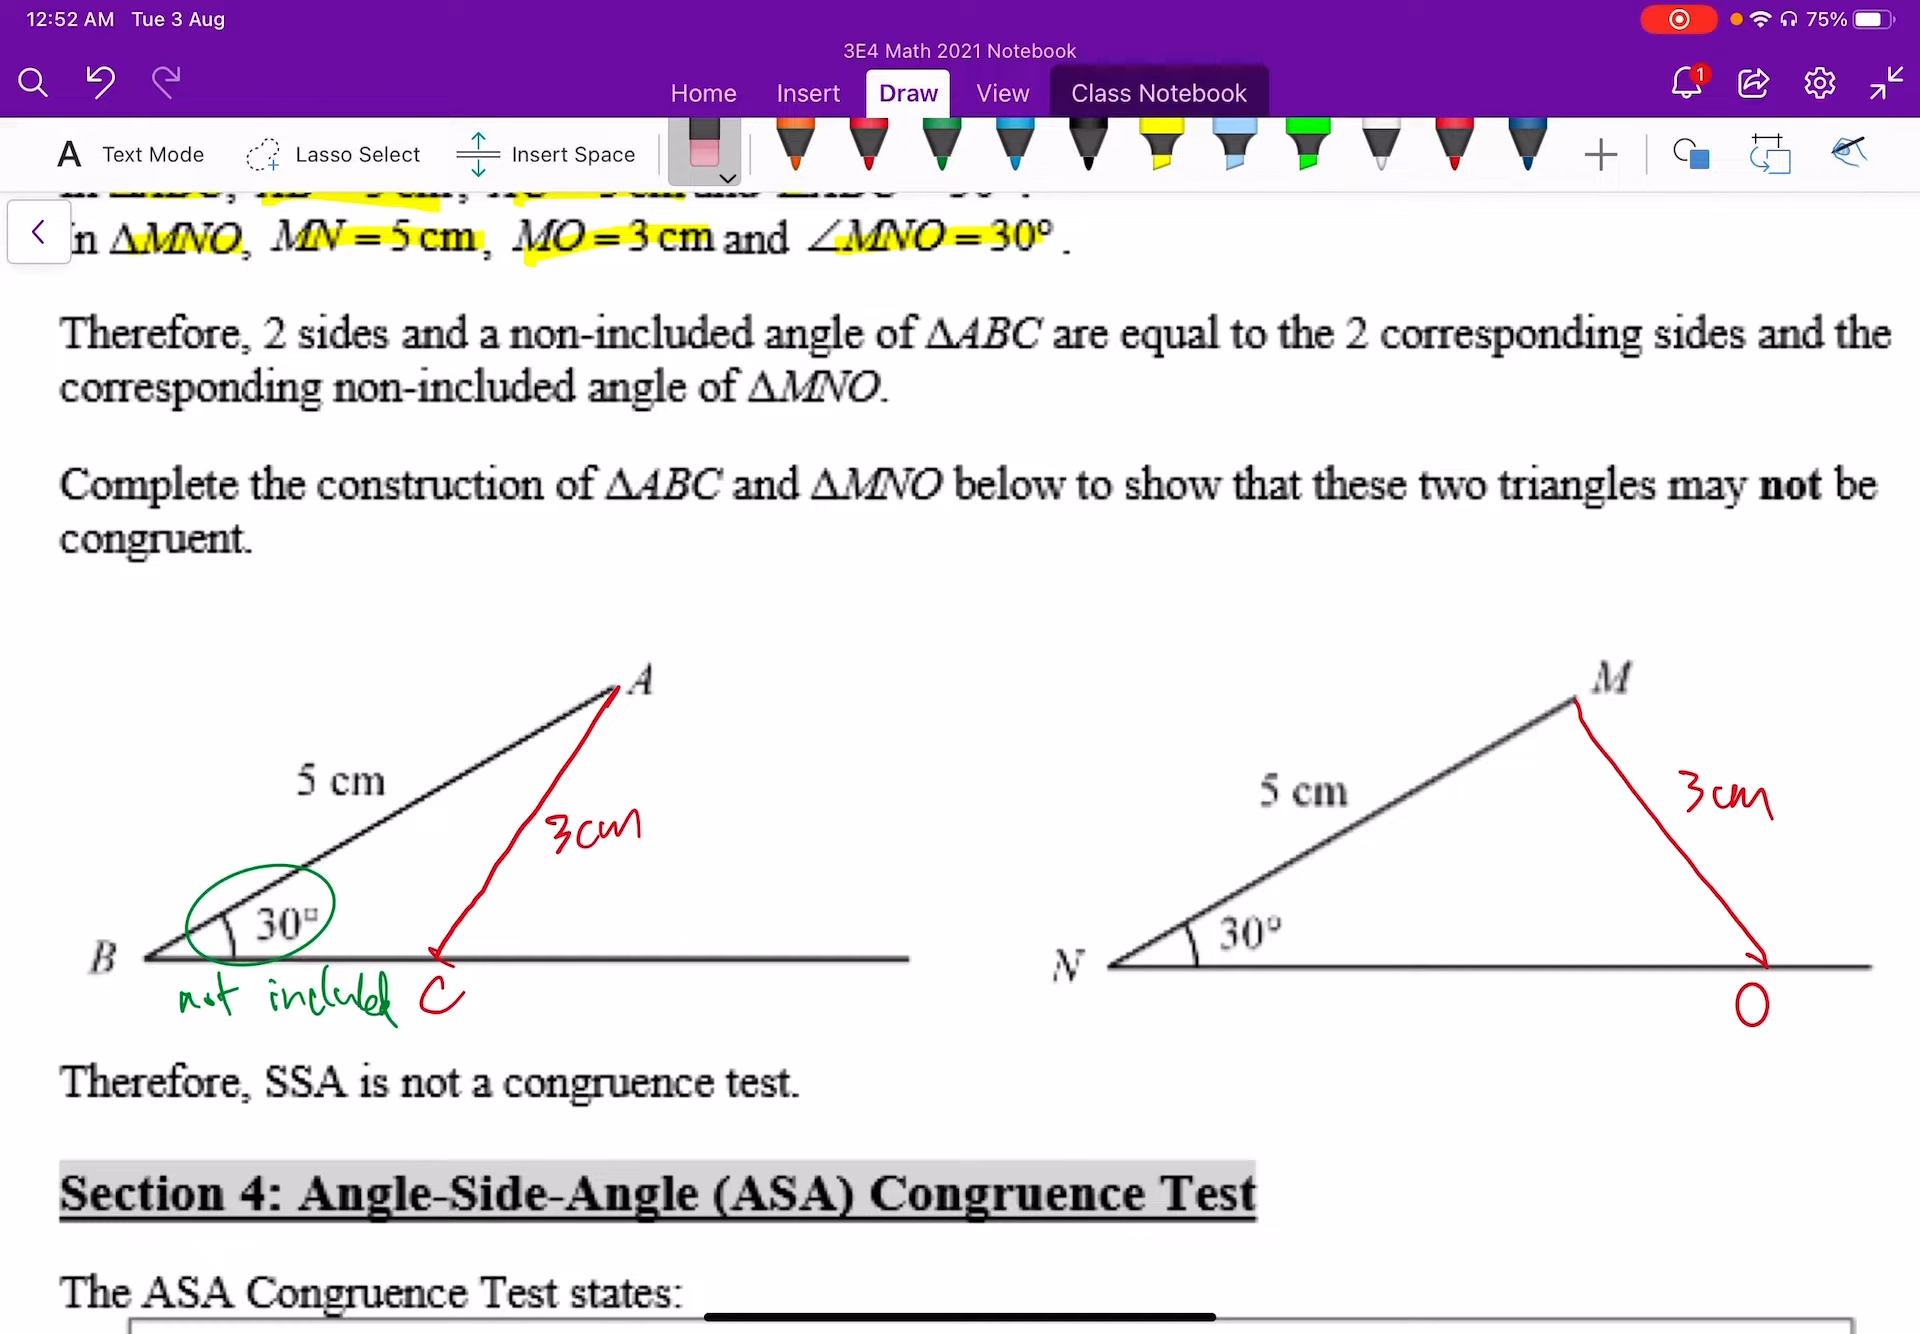 12:52 AM Tue 3 Aug
75%
3E4 Math 2021 Notebook
1
Home Insert Draw View Class Notebook
A Text Mode Lasso Select Insert Space
n ΔMNO, MN = 5 cm, MO = 3 cm and ∠MNO = 30°.
Therefore, 2 sides and a non-included angle of ΔABC are equal to the 2 corresponding sides and the
corresponding non-included angle of ΔMNO.
Complete the construction of ΔABC and ΔMNO below to show that these two triangles may not be
congruent.
A
5 cm
3cm
30°
B
not included
C
M
5 cm
3cm
30°
N
O
Therefore, SSA is not a congruence test.
Section 4: Angle-Side-Angle (ASA) Congruence Test
The ASA Congruence Test states: